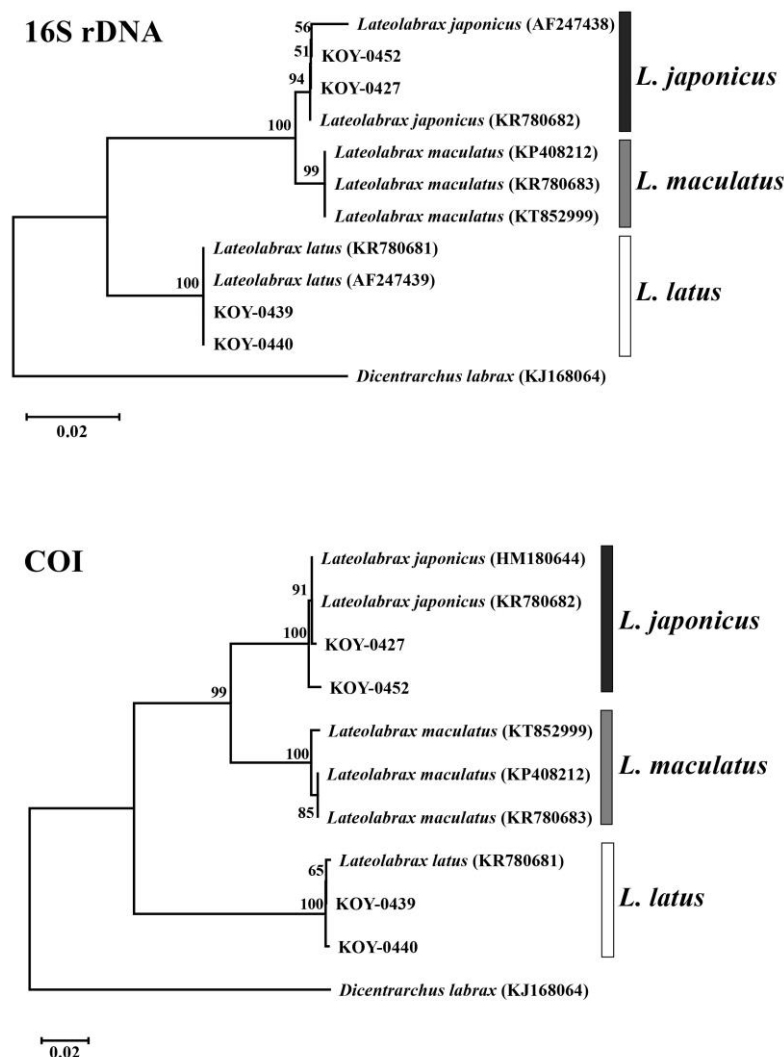 16S rDNA
56
Lateolabrax japonicus (AF247438)
51
KOY-0452
94
KOY-0427
L. japonicus
100
Lateolabrax japonicus (KR780682)
Lateolabrax maculatus (KP408212)
99
Lateolabrax maculatus (KR780683)
L. maculatus
Lateolabrax maculatus (KT852999)
Lateolabrax latus (KR780681)
100
Lateolabrax latus (AF247439)
L. latus
KOY-0439
KOY-0440
Dicentrarchus labrax (KJ168064)
0.02
COI
Lateolabrax japonicus (HM180644)
91
Lateolabrax japonicus (KR780682)
L. japonicus
100
KOY-0427
KOY-0452
99
Lateolabrax maculatus (KT852999)
100
Lateolabrax maculatus (KP408212)
L. maculatus
85
Lateolabrax maculatus (KR780683)
Lateolabrax latus (KR780681)
65
100
KOY-0439
L. latus
KOY-0440
Dicentrarchus labrax (KJ168064)
0.02